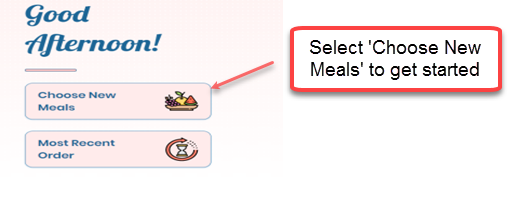 Good
Afternoon!
Choose New
Meals
Most Recent
Order
Select 'Choose New
Meals' to get started